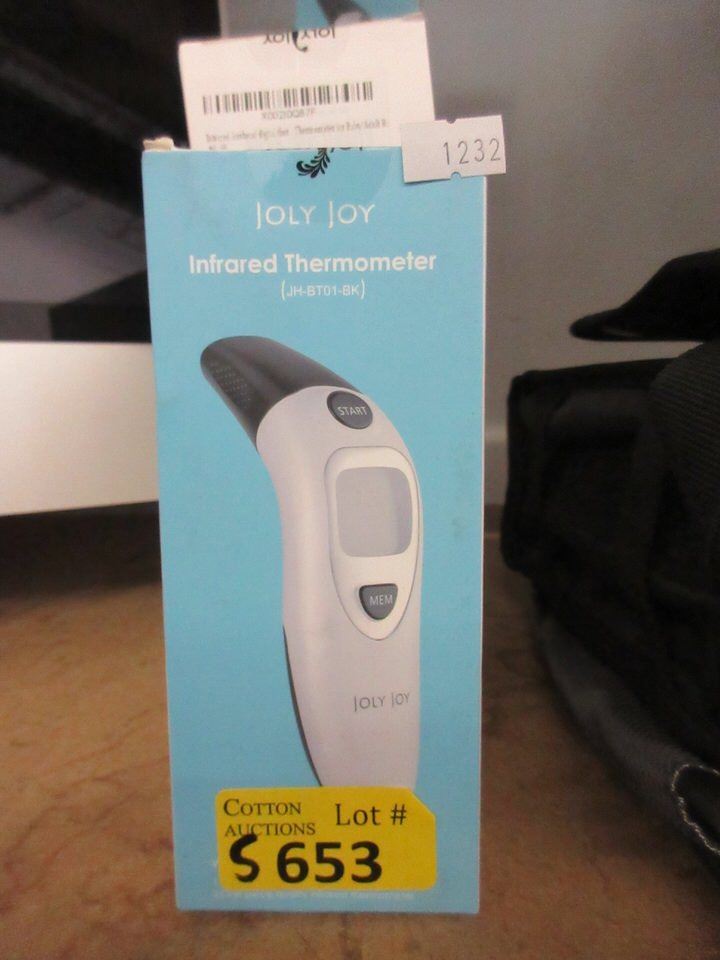 JOLY JOY
1232
JOLY JOY
Infrared Thermometer
(JH-BT01-BK)
START
MEM
JOLY JOY
COTTON
AUCTIONS
Lot #
S 653